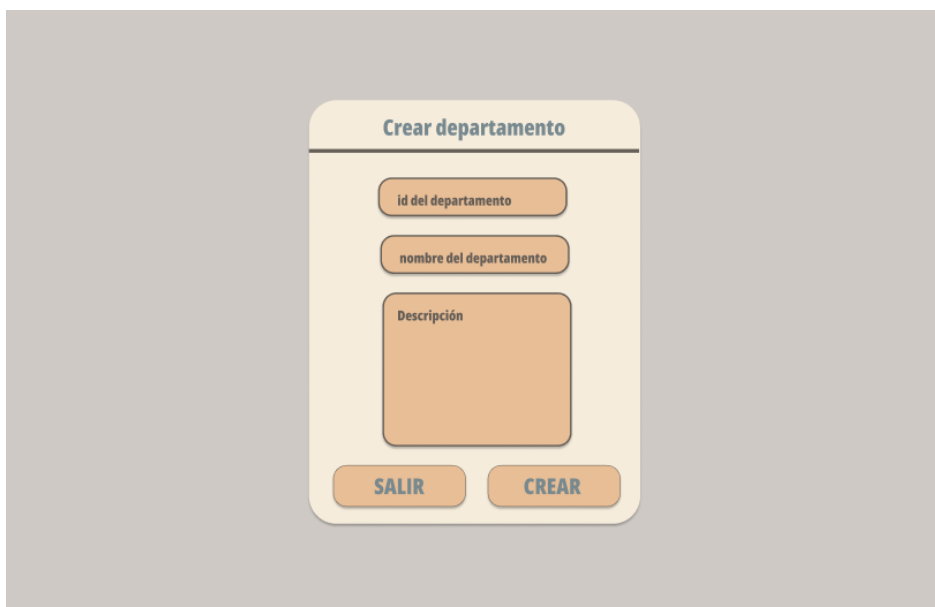 Crear departamento
id del departamento
nombre del departamento
Descripción
SALIR
CREAR